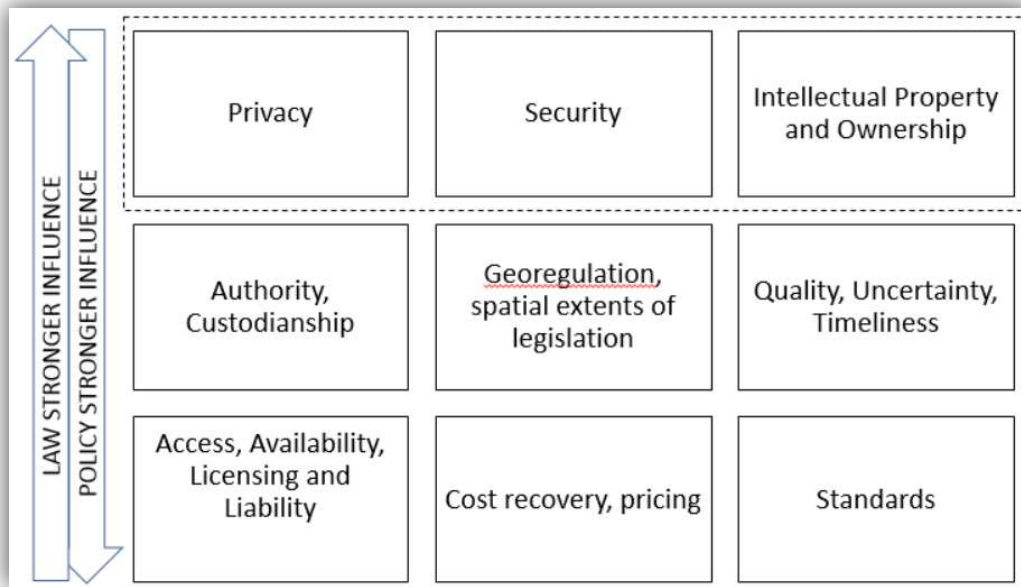 LAW STRONGER INFLUENCE
POLICY STRONGER INFLUENCE
Privacy
Security
Intellectual Property
and Ownership
Authority,
Custodianship
Georegulation,
spatial extents of
legislation
Quality, Uncertainty,
Timeliness
Access, Availability,
Licensing and
Liability
Cost recovery, pricing
Standards